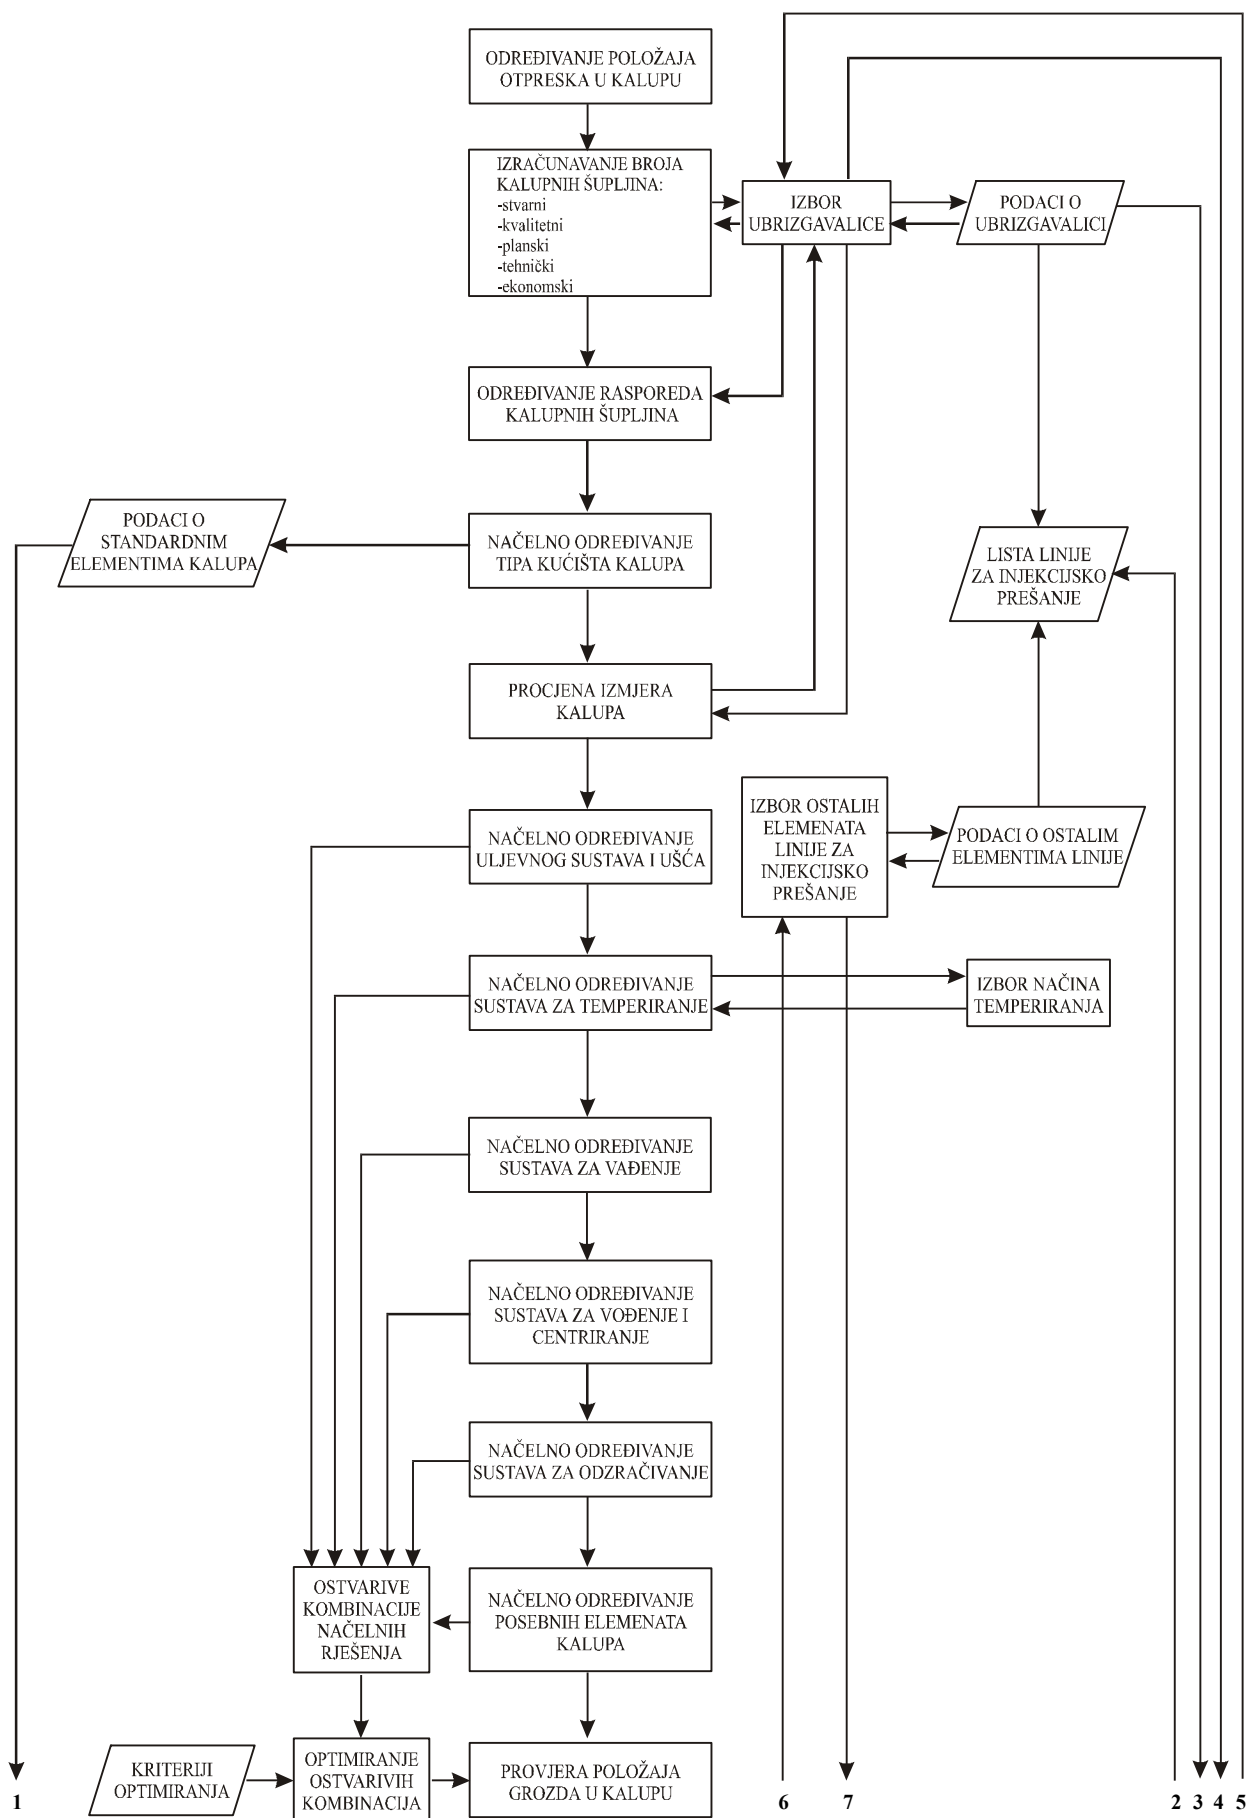 ODREĐIVANJE POLOŽAJA
OTPRESKA U KALUPU
IZRAČUNAVANJE BROJA
KALUPNIH ŠUPLJINA:
-stvarni
-kvalitetni
-planski
-tehnički
-ekonomski
IZBOR
UBRIZGAVALICE
PODACI O
UBRIZGAVALICI
ODREĐIVANJE RASPOREDA
KALUPNIH ŠUPLJINA
PODACI O
STANDARDNIM
ELEMENTIMA KALUPA
NAČELNO ODREĐIVANJE
TIPA KUĆIŠTA KALUPA
LISTA LINIJE
ZA INJEKCIJSKO
PREŠANJE
PROCJENA IZMJERA
KALUPA
NAČELNO ODREĐIVANJE
ULJEVNOG SUSTAVA I UŠĆA
IZBOR OSTALIH
ELEMENATA
LINIJE ZA
INJEKCIJSKO
PREŠANJE
PODACI O OSTALIM
ELEMENTIMA LINIJE
NAČELNO ODREĐIVANJE
SUSTAVA ZA TEMPERIRANJE
IZBOR NAČINA
TEMPERIRANJA
NAČELNO ODREĐIVANJE
SUSTAVA ZA VAĐENJE
NAČELNO ODREĐIVANJE
SUSTAVA ZA VOĐENJE I
CENTRIRANJE
NAČELNO ODREĐIVANJE
SUSTAVA ZA ODZRAČIVANJE
OSTVARIVE
KOMBINACIJE
NAČELNIH
RJEŠENJA
NAČELNO ODREĐIVANJE
POSEBNIH ELEMENATA
KALUPA
KRITERIJI
OPTIMIRANJA
OPTIMIRANJE
OSTVARIVIH
KOMBINACIJA
PROVJERA POLOŽAJA
GROZDA U KALUPU
1 6 7 2 3 4 5